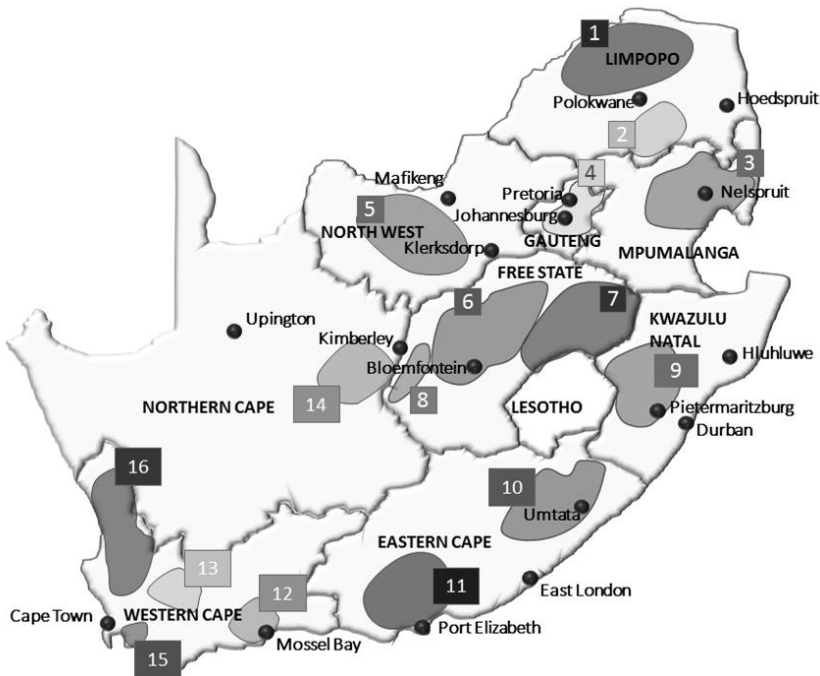 1
LIMPOPO
Polokwane
Hoedspruit
2
3
4
Mafikeng
Pretoria
Nelspruit
5
Johannesburg
NORTH WEST
GAUTENG
Klerksdorp
MPUMALANGA
FREE STATE
6
7
KWAZULU
NATAL
Upington
Kimberley
Hluhluwe
Bloemfontein
9
8
14
NORTHERN CAPE
LESOTHO
Pietermaritzburg
Durban
16
10
Umtata
EASTERN CAPE
13
12
11
East London
Cape Town
WESTERN CAPE
Port Elizabeth
Mossel Bay
15